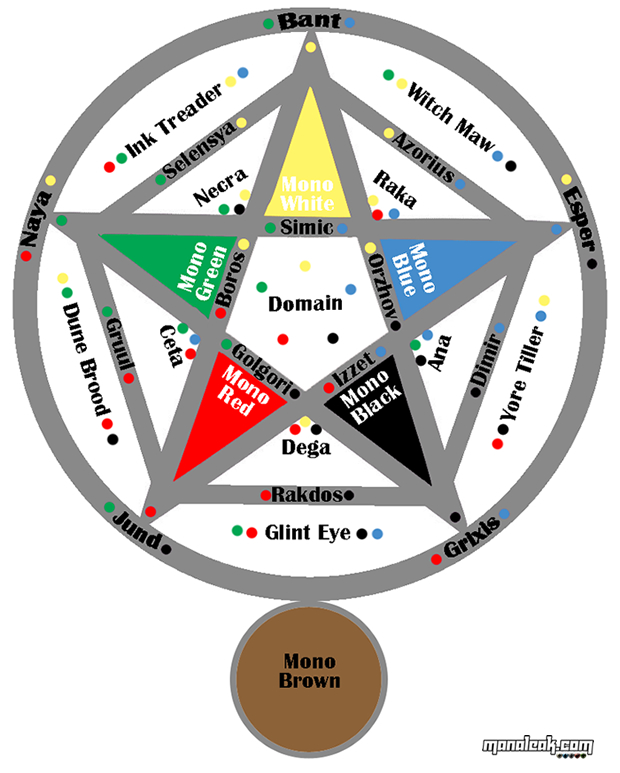 Bant
Ink Treader
Witch Maw
Selensya
Azorius
Necra
Raka
Mono
White
Naya
Esper
Simic
Mono
Green
Boros
Mono
Blue
Orzhov
Domain
Dune Brood
Gruul
Ceta
Golgori
Izzet
Ana
Dimir
Yore Tiller
Mono
Red
Mono
Black
Dega
Rakdos
Glint Eye
Jund
Grixis
Mono
Brown
manaleak.com